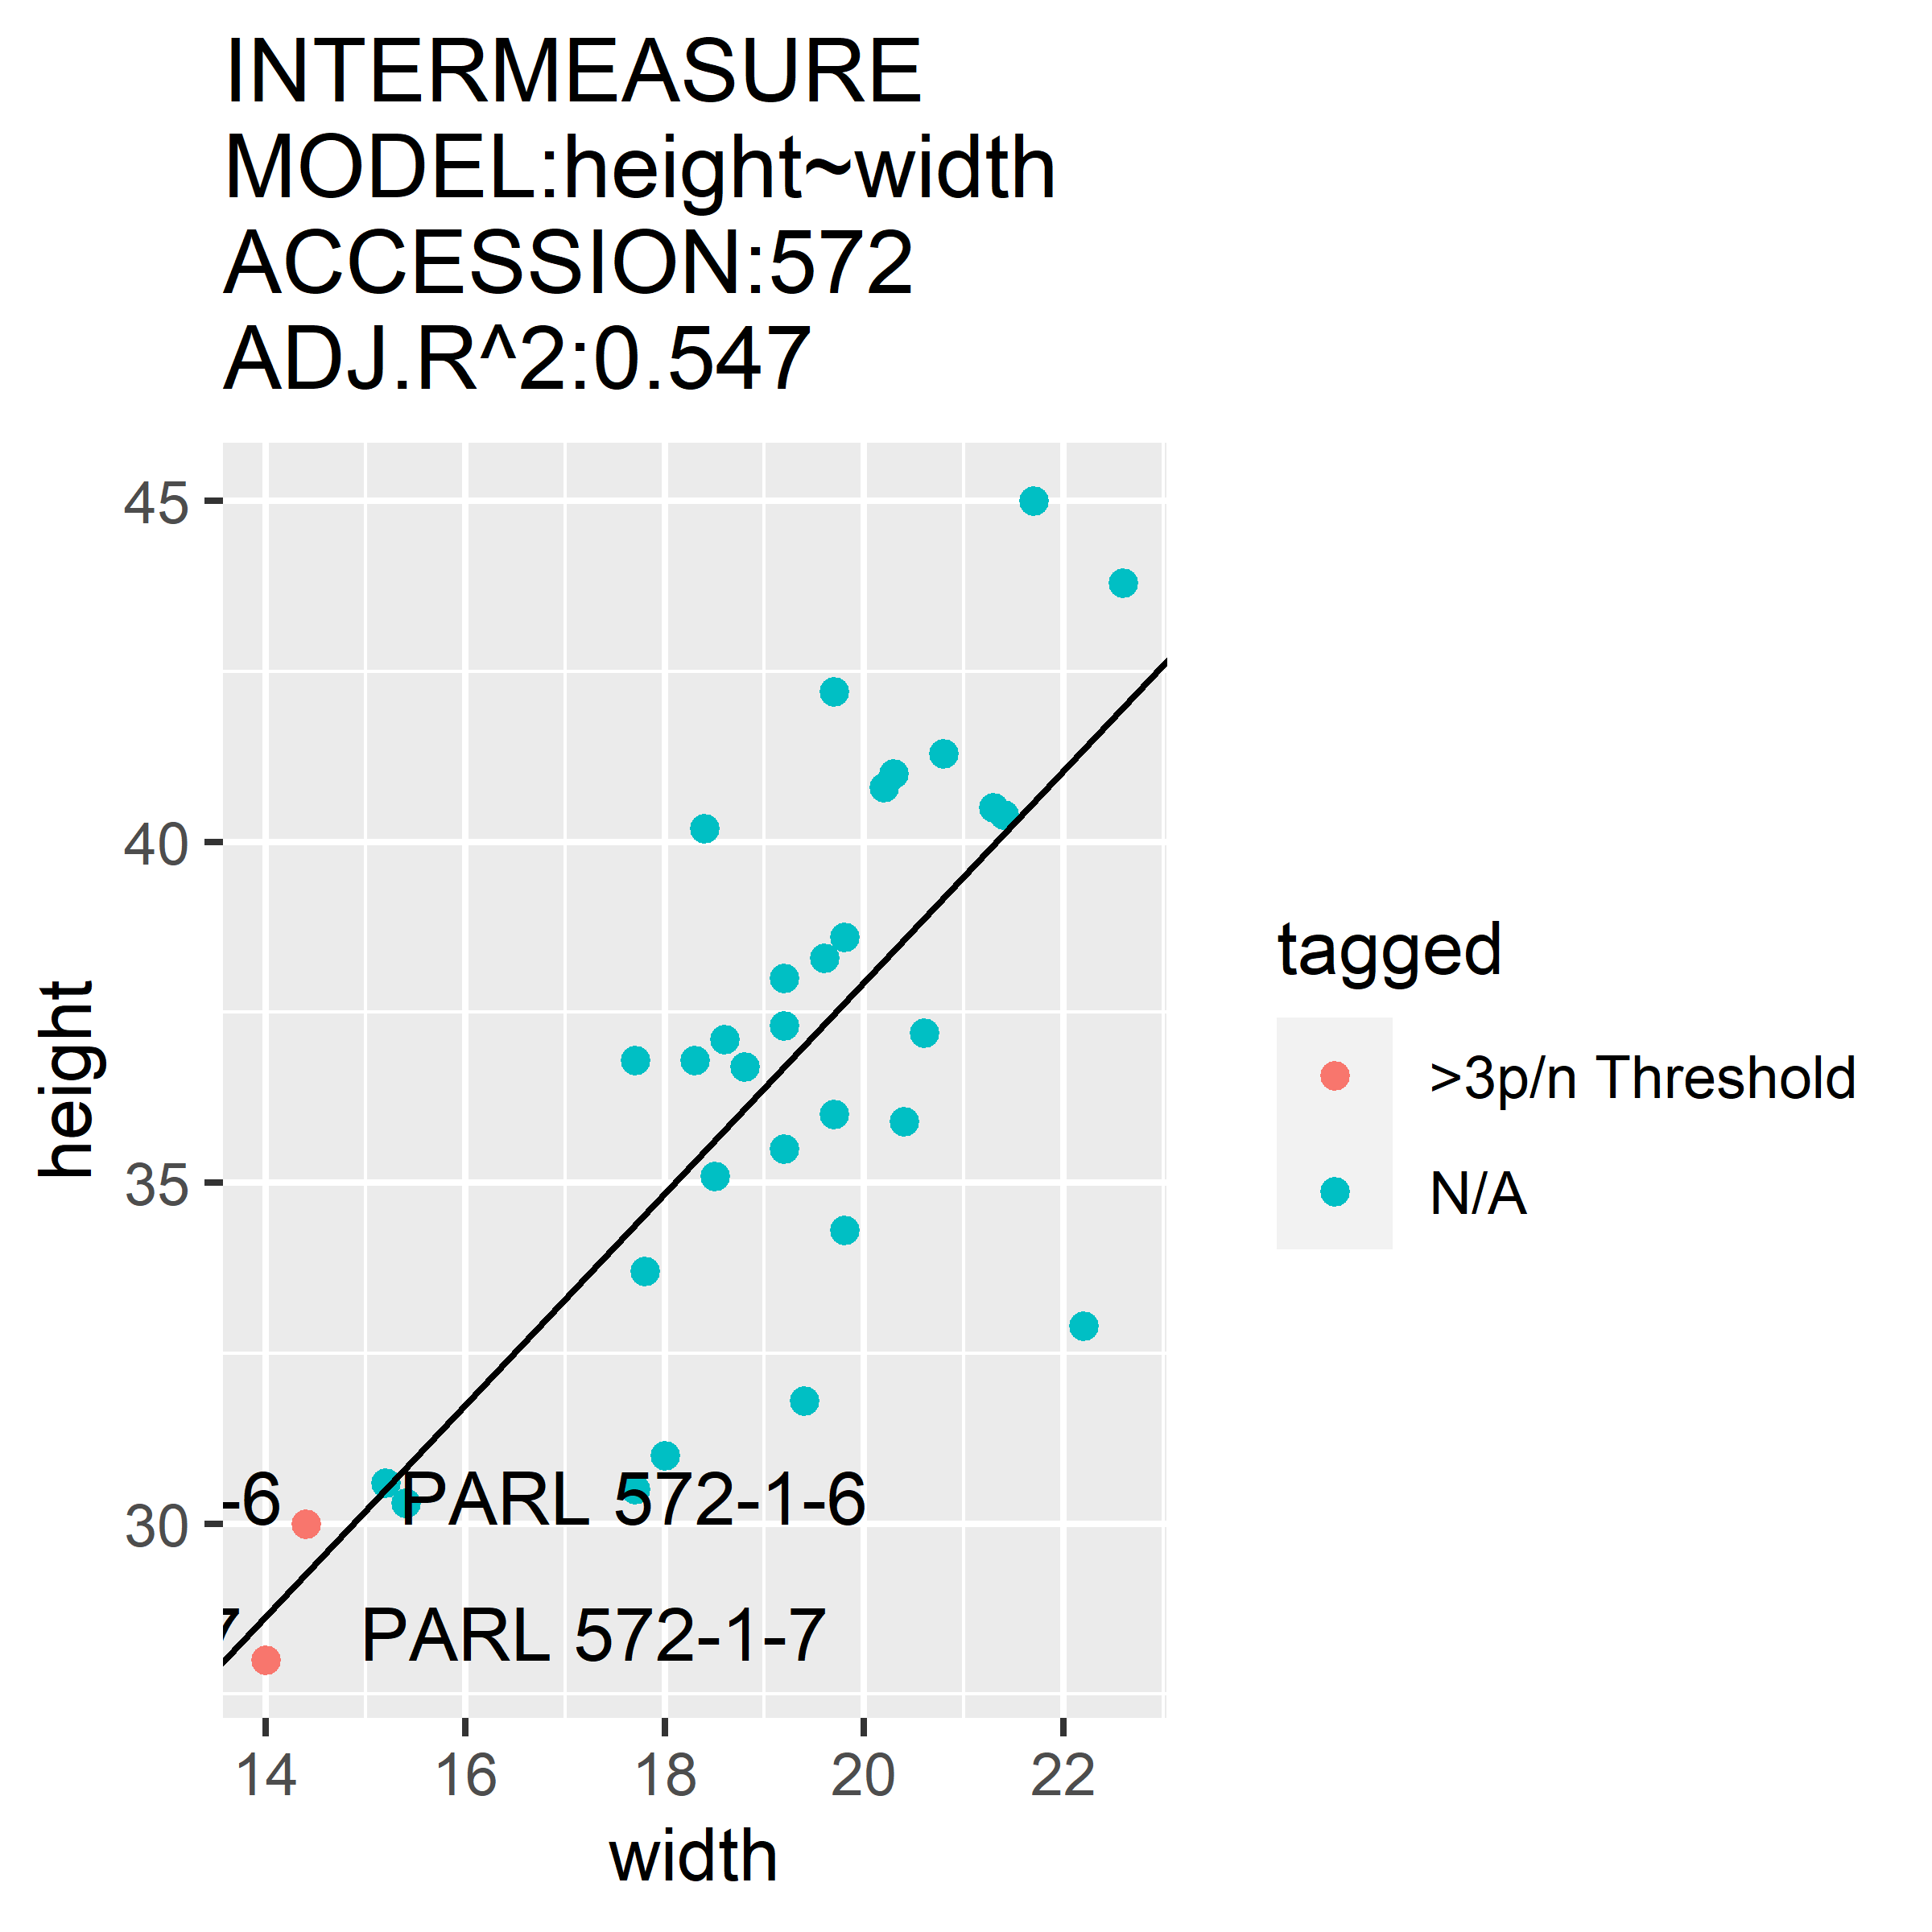 INTERMEASURE
MODEL:height~width
ACCESSION:572
ADJ.R^2:0.547
45
40
35
30
height
-6
PARL 572-1-6
7
PARL 572-1-7
14 16 18 20 22
width
tagged
>3p/n Threshold
N/A